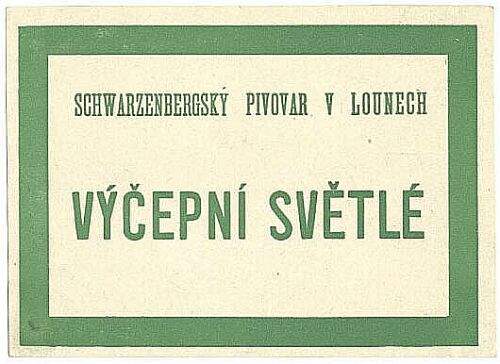 SCHWARZENBERGSKÝ PIVOVAR V LOUNECH
VÝČEPNÍ SVĚTLÉ